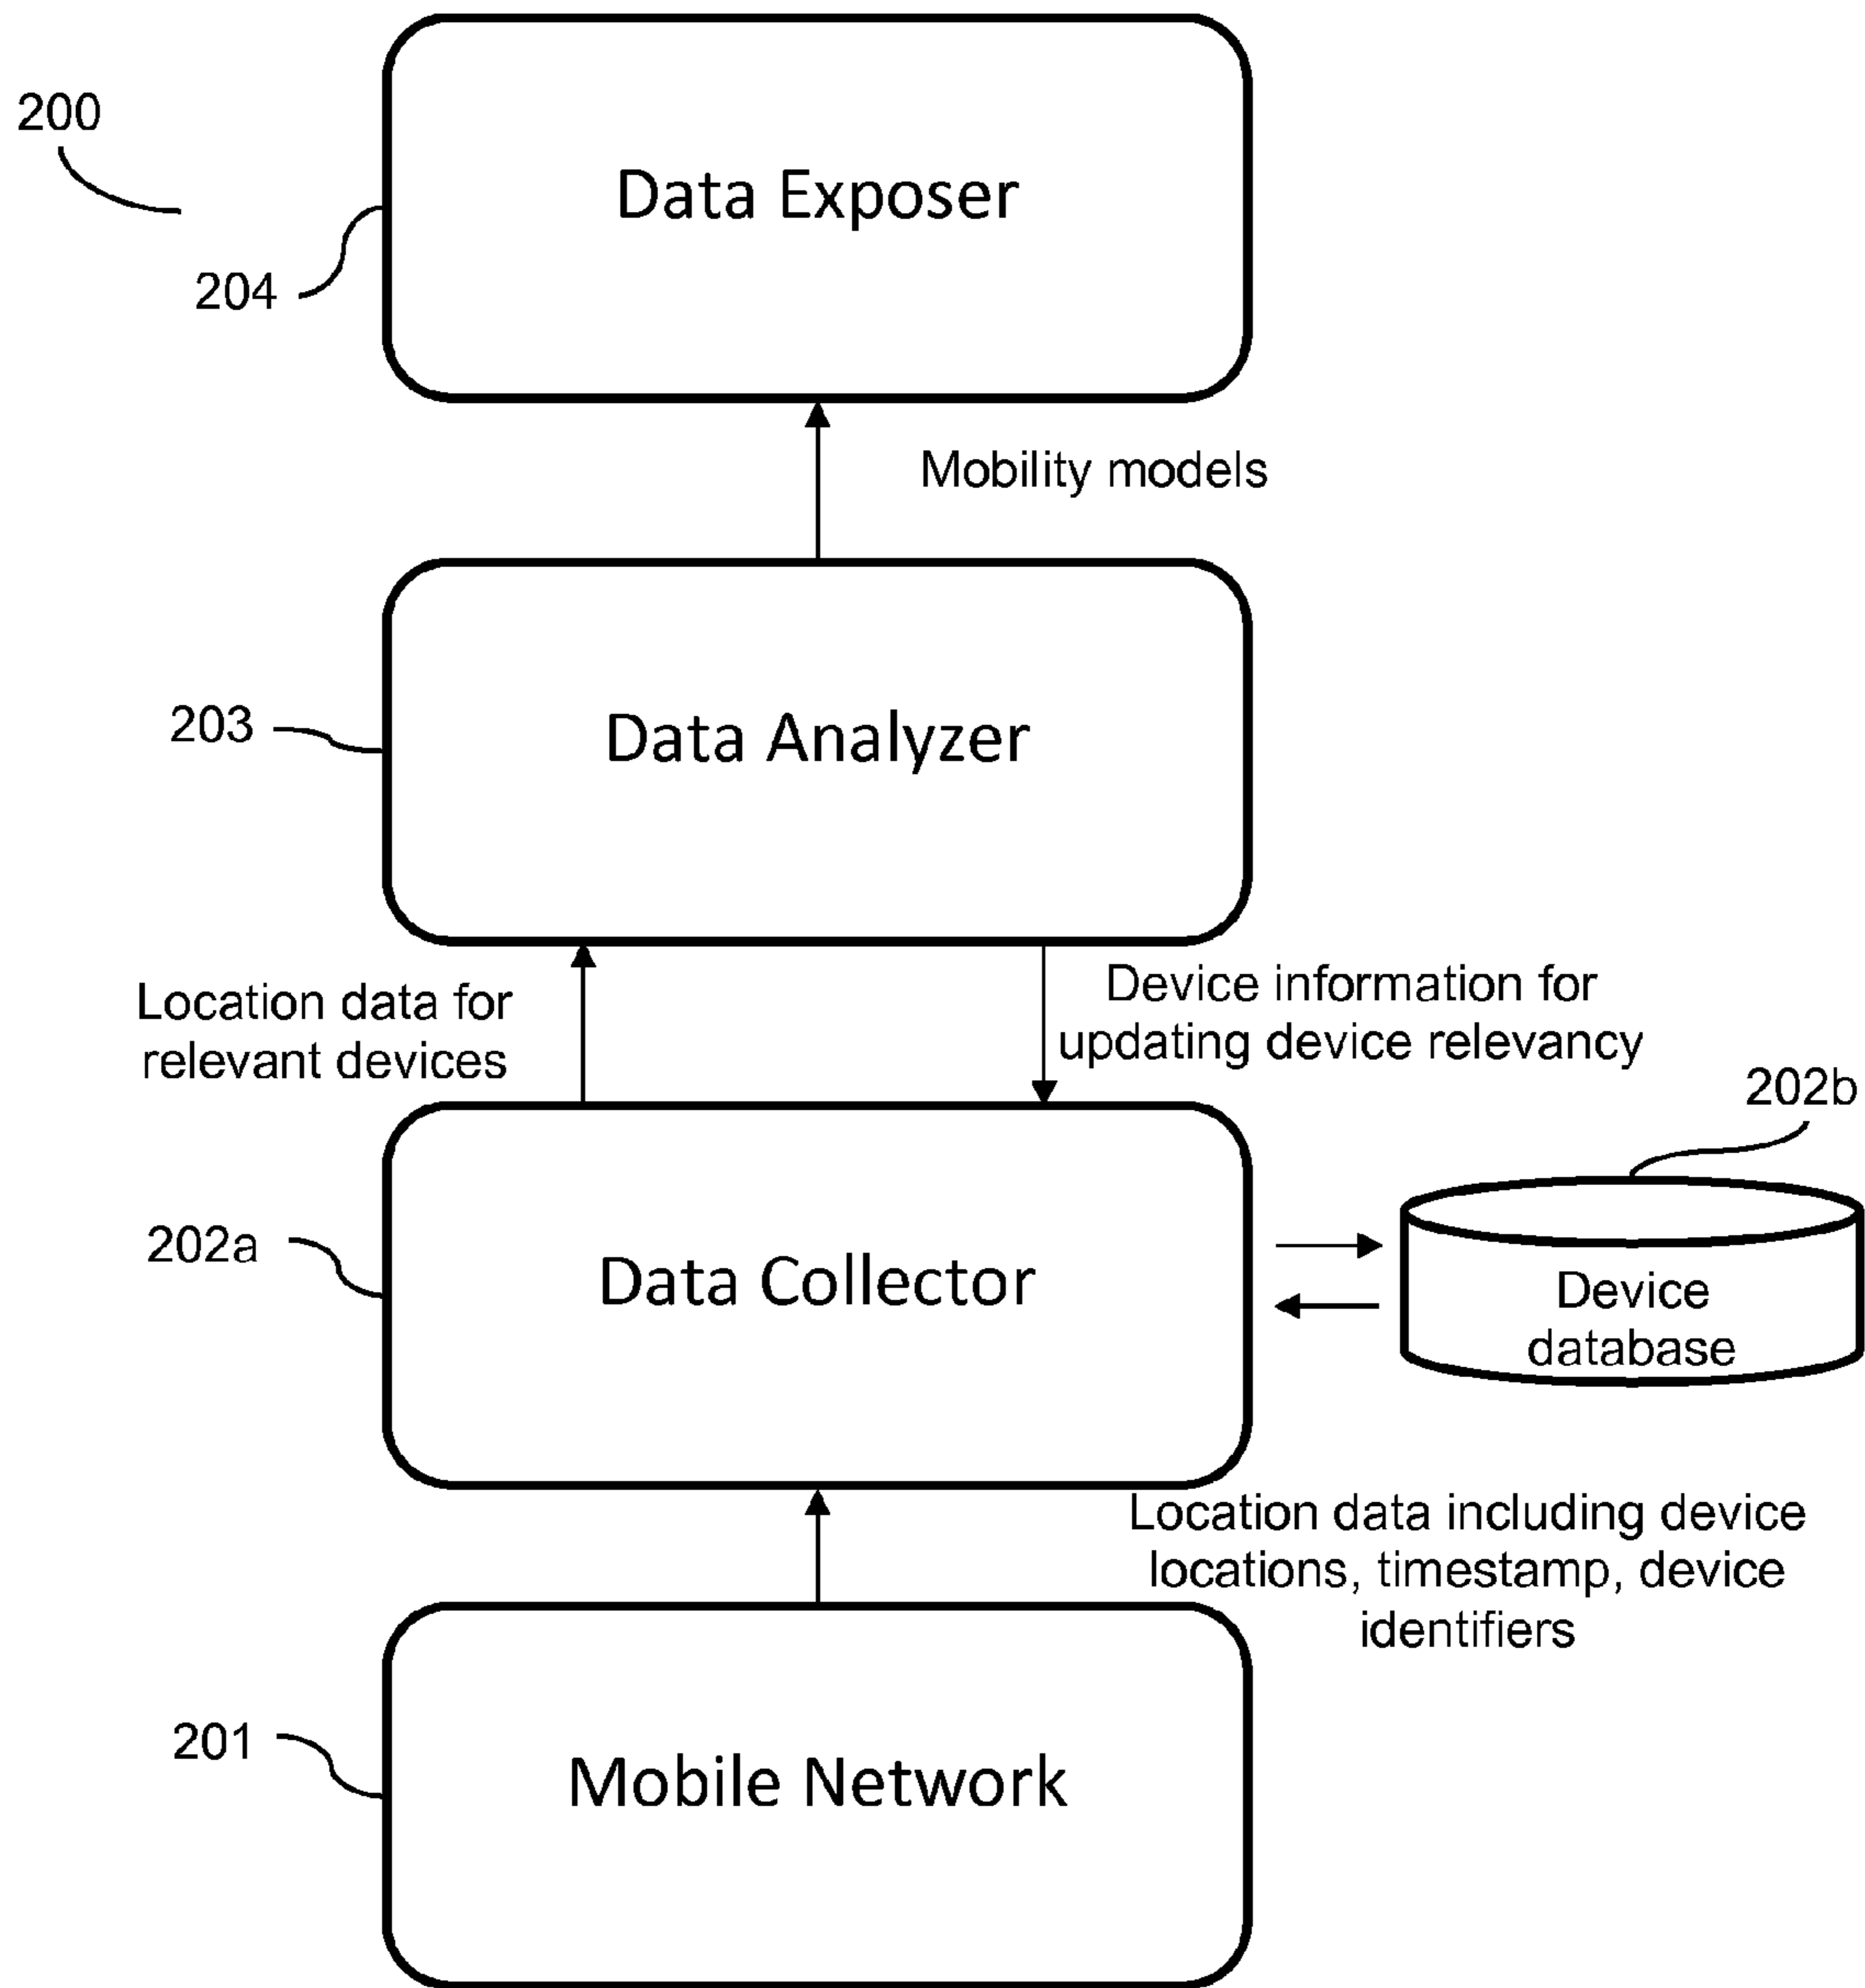 200
Data Exposer
204
Mobility models
203
Data Analyzer
Location data for
relevant devices
Device information for
updating device relevancy
202b
202a
Data Collector
Device
database
Location data including device
locations, timestamp, device
identifiers
201
Mobile Network